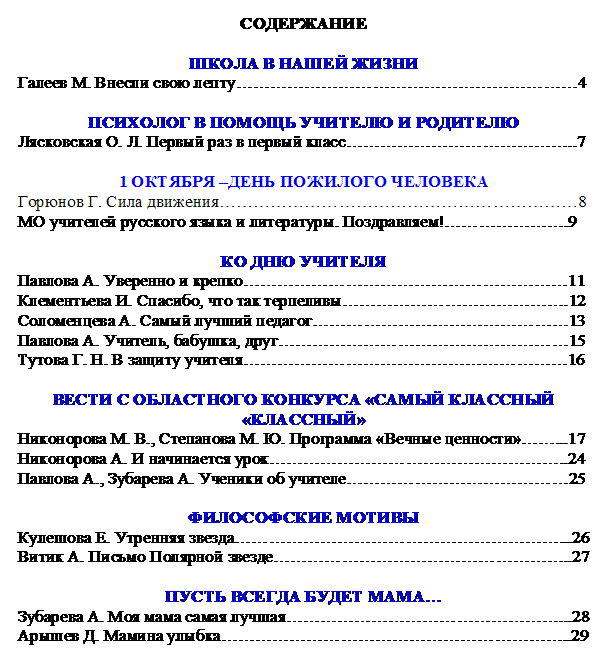 СОДЕРЖАНИЕ
ШКОЛА В НАШЕЙ ЖИЗНИ
Галеев М. Внесли свою лепту 4
ПСИХОЛОГ В ПОМОЩЬ УЧИТЕЛЮ И РОДИТЕЛЮ
Лясковская О. Л. Первый раз в первый класс 7
1 ОКТЯБРЯ –ДЕНЬ ПОЖИЛОГО ЧЕЛОВЕКА
Горюнов Г. Сила движения 8
МО учителей русского языка и литературы. Поздравляем! 9
КО ДНЮ УЧИТЕЛЯ
Павлова А. Уверенно и крепко 11
Клементьева И. Спасибо, что так терпеливы 12
Соломенцева А. Самый лучший педагог 13
Павлова А. Учитель, бабушка, друг 15
Тутова Г. Н. В защиту учителя 16
ВЕСТИ С ОБЛАСТНОГО КОНКУРСА «САМЫЙ КЛАССНЫЙ
«КЛАССНЫЙ»
Никонорова М. В., Степанова М. Ю. Программа «Вечные ценности» 17
Никонорова А. И начинается урок 24
Павлова А., Зубарева А. Ученики об учителе 25
ФИЛОСОФСКИЕ МОТИВЫ
Кулешова Е. Утренняя звезда 26
Витик А. Письмо Полярной звезде 27
ПУСТЬ ВСЕГДА БУДЕТ МАМА…
Зубарева А. Моя мама самая лучшая 28
Арышев Д. Мамина улыбка 29